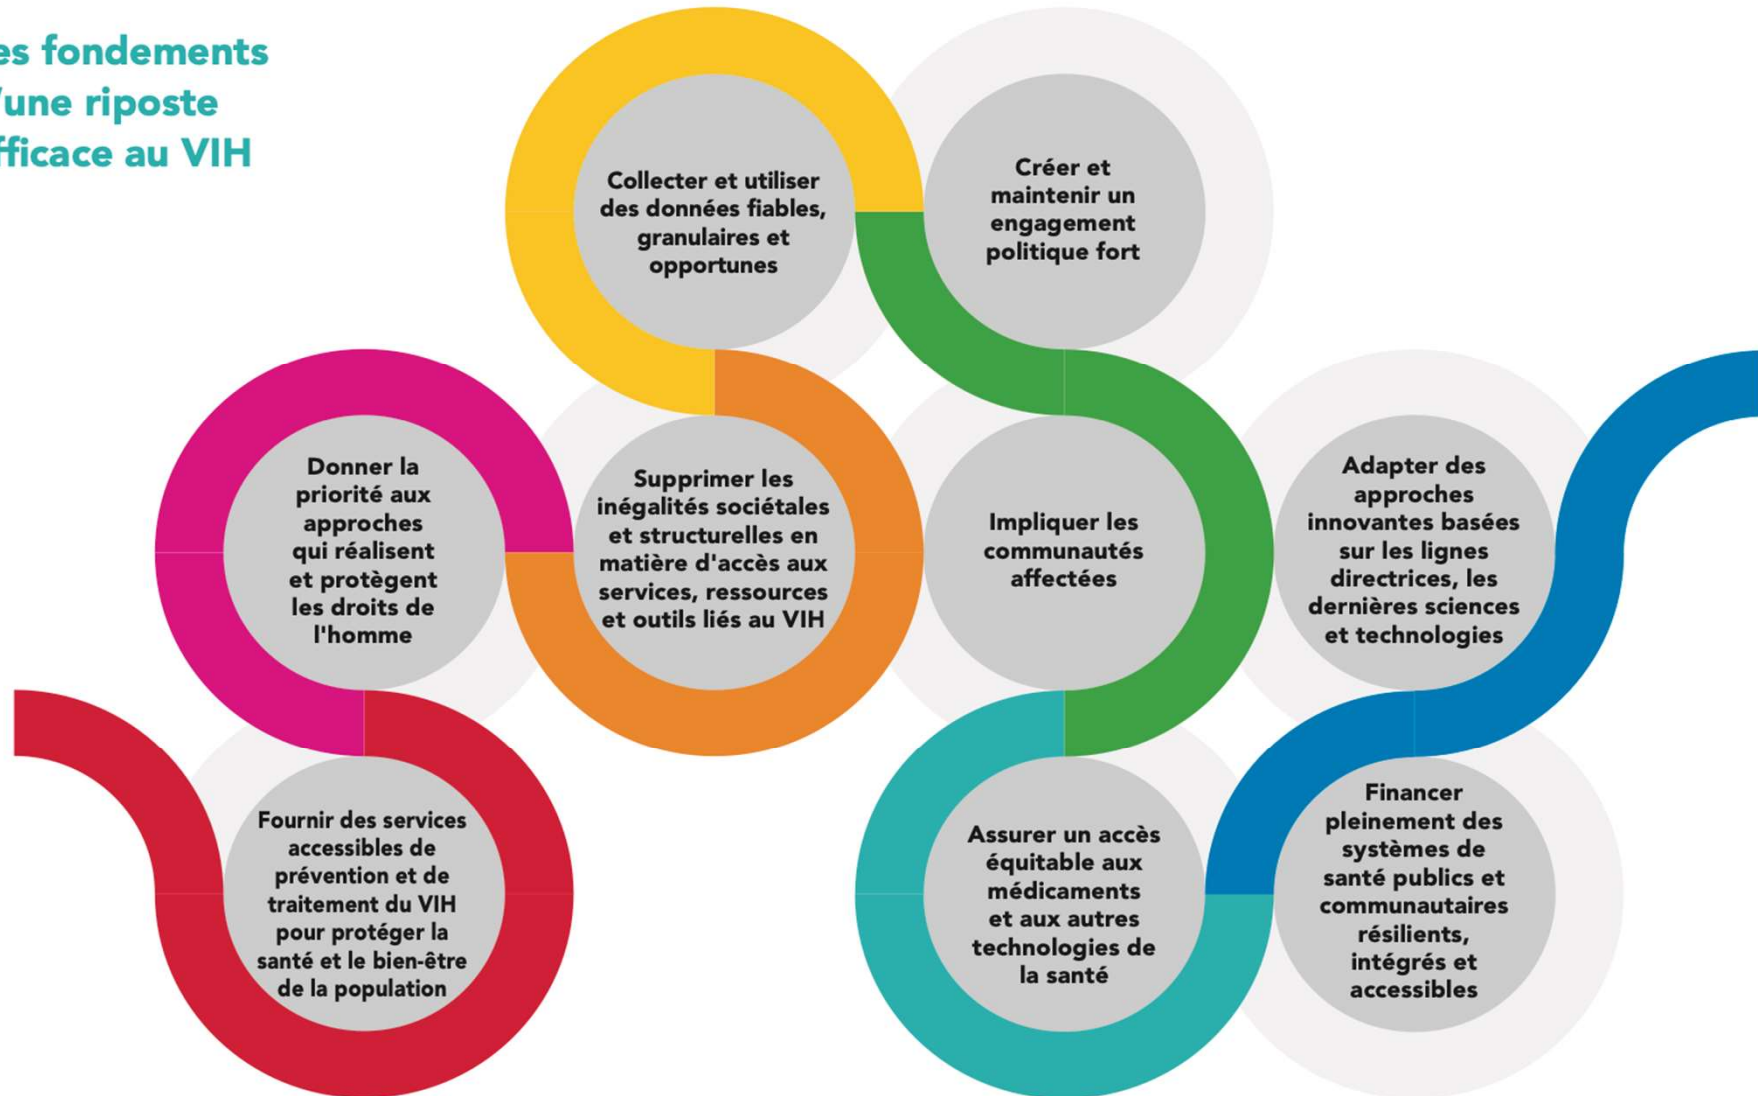 es fondements
'une riposte
fficace au VIH
Collecter et utiliser
des données fiables,
granulaires et
opportunes
Créer et
maintenir un
engagement
politique fort
Donner la
priorité aux
approches
qui réalisent
et protègent
les droits de
l'homme
Supprimer les
inégalités sociétales
et structurelles en
matière d'accès aux
services, ressources
et outils liés au VIH
Impliquer les
communautés
affectées
Adapter des
approches
innovantes basées
sur les lignes
directrices, les
dernières sciences
et technologies
Fournir des services
accessibles de
prévention et de
traitement du VIH
pour protéger la
santé et le bien-être
de la population
Assurer un accès
équitable aux
médicaments
et aux autres
technologies de
la santé
Financer
pleinement des
systèmes de
santé publics et
communautaires
résilients,
intégrés et
accessibles